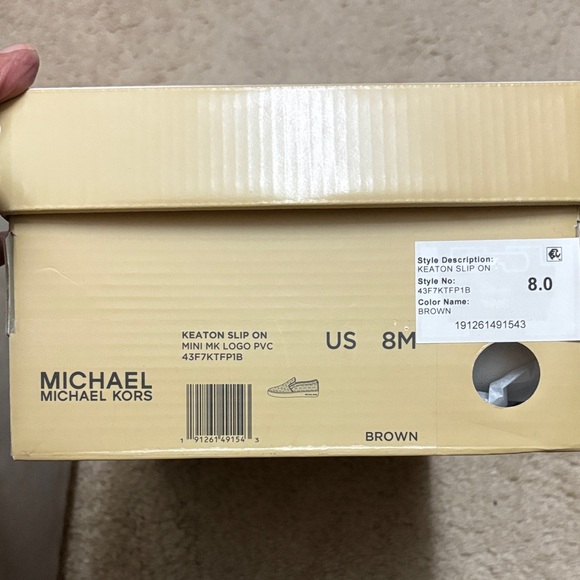 Style Description:
KEATON SLIP ON
Style No:
43F7KTFP1B
8.0
Color Name:
BROWN
191261491543
KEATON SLIP ON
MINI MK LOGO PVC
43F7KTFP1B
US 8M
MICHAEL
MICHAEL KORS
1 91261 49154 3
BROWN